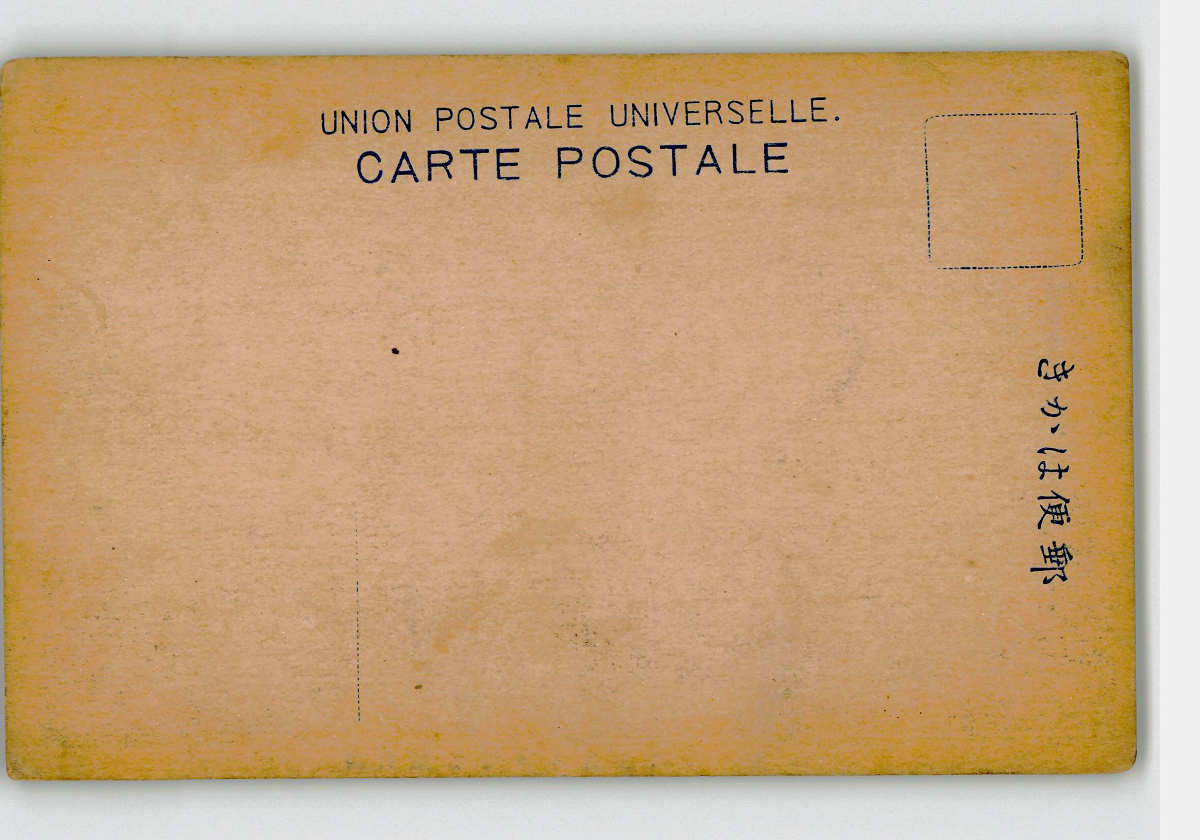 UNION POSTALE UNIVERSELLE.
CARTE POSTALE
郵便はかき